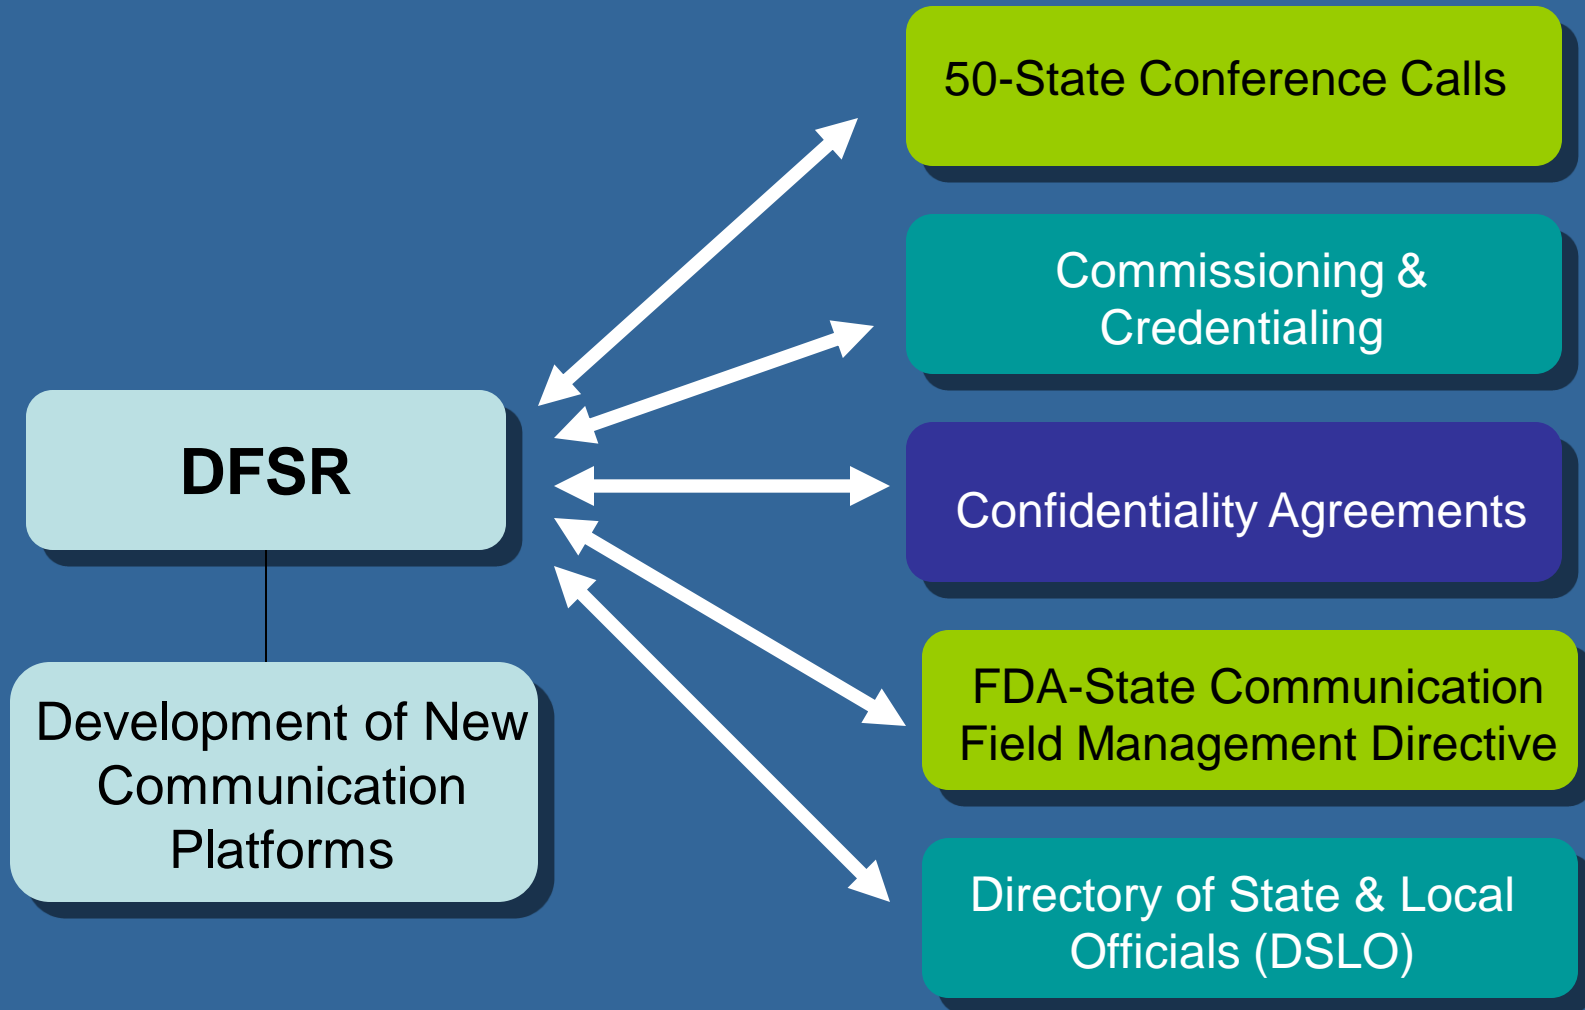 50-State Conference Calls
Commissioning &
Credentialing
DFSR
Confidentiality Agreements
Development of New
Communication
Platforms
FDA-State Communication
Field Management Directive
Directory of State & Local
Officials (DSLO)